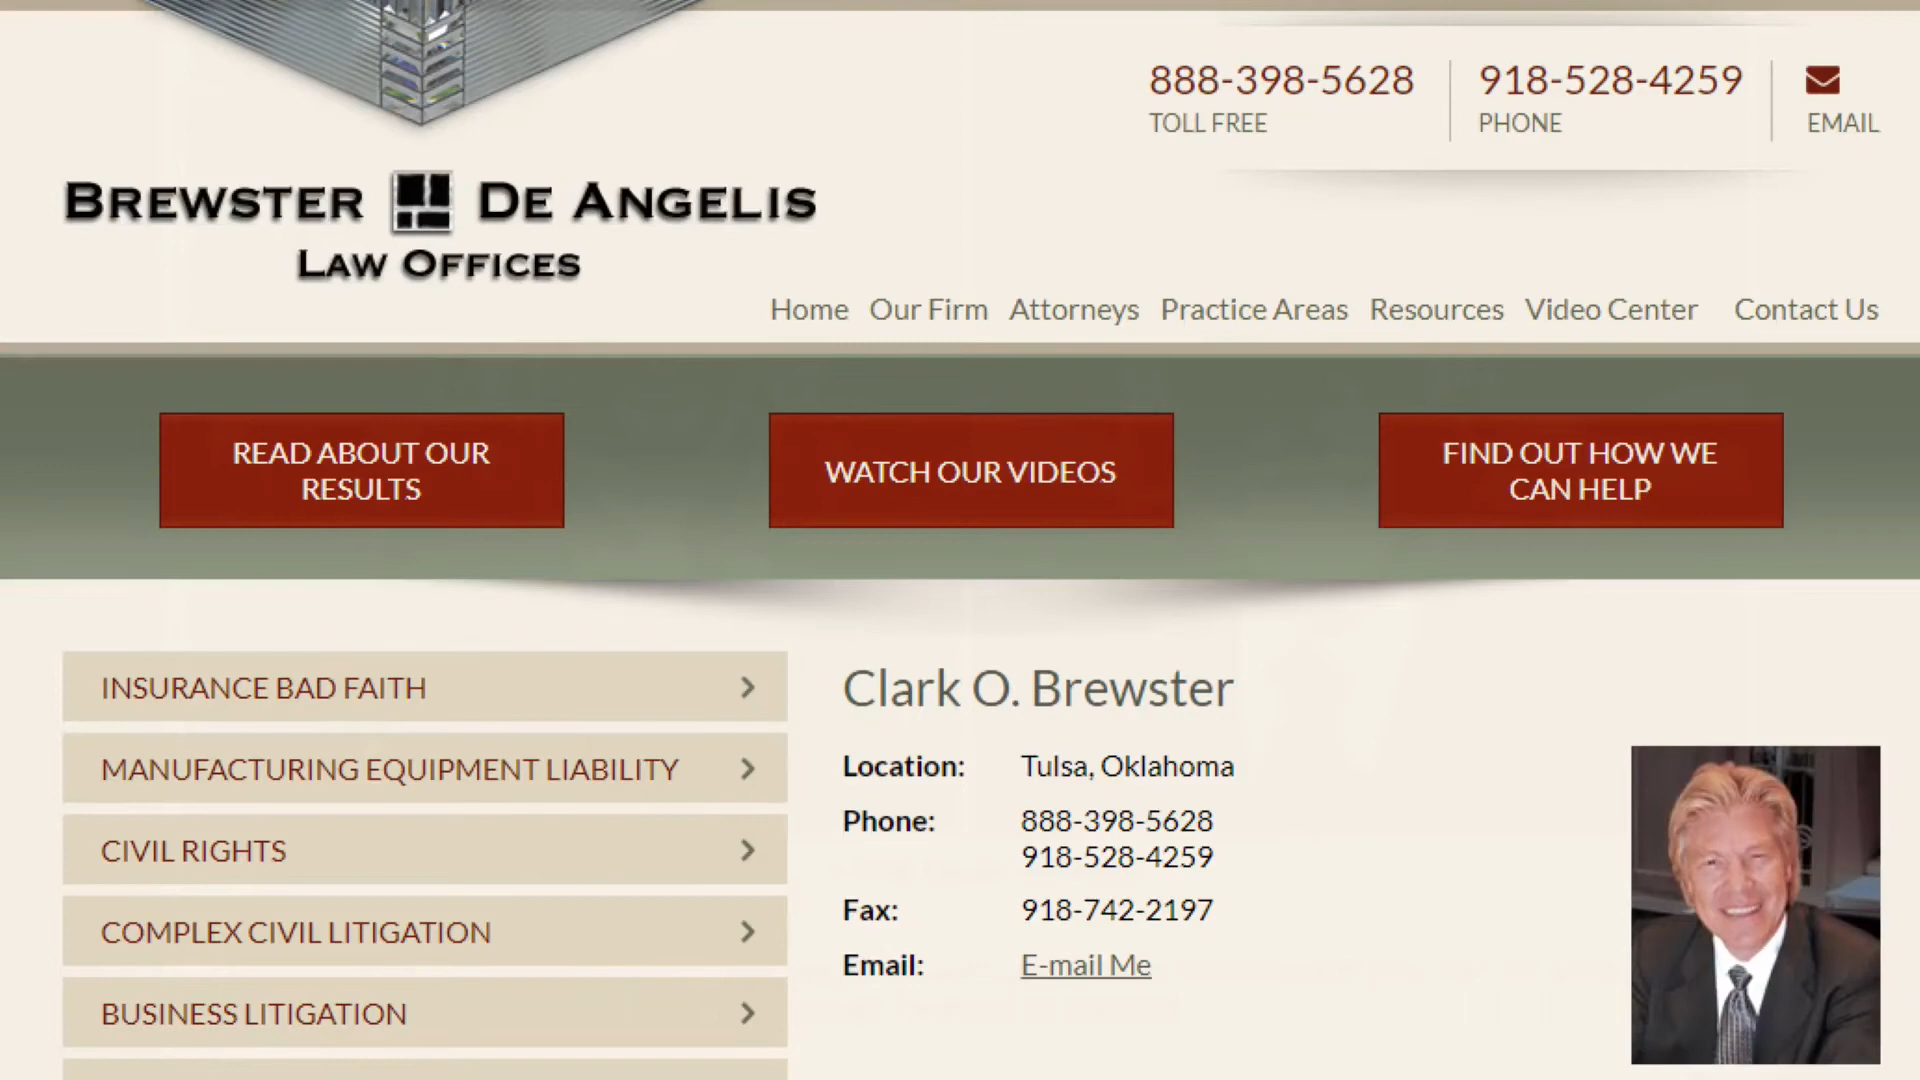 888-398-5628
TOLL FREE
918-528-4259
PHONE
EMAIL
BREWSTER DE ANGELIS
LAW OFFICES
Home Our Firm Attorneys Practice Areas Resources Video Center Contact Us
READ ABOUT OUR
RESULTS
WATCH OUR VIDEOS
FIND OUT HOW WE
CAN HELP
INSURANCE BAD FAITH
MANUFACTURING EQUIPMENT LIABILITY
CIVIL RIGHTS
COMPLEX CIVIL LITIGATION
BUSINESS LITIGATION
Clark O. Brewster
Location: Tulsa, Oklahoma
Phone: 888-398-5628
918-528-4259
Fax: 918-742-2197
Email: E-mail Me